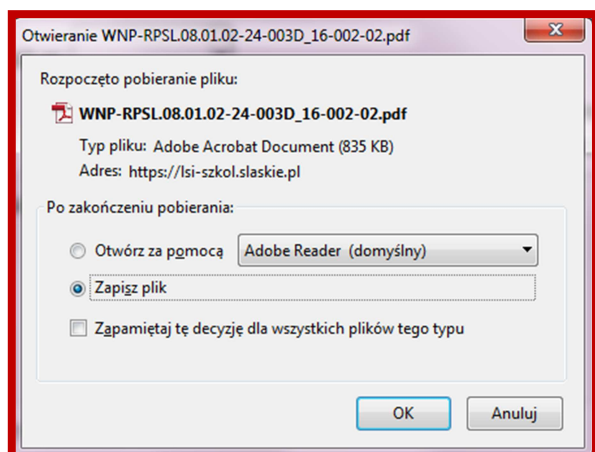 Otwieranie WNP-RPSL.08.01.02-24-003D_16-002-02.pdf
Rozpoczęto pobieranie pliku:
WNP-RPSL.08.01.02-24-003D_16-002-02.pdf
Typ pliku: Adobe Acrobat Document (835 KB)
Adres: https://lsi-szkol.slaskie.pl
Po zakończeniu pobierania:
Otwórz za pomocą Adobe Reader (domyślny)
Zapisz plik
Zapamiętaj tę decyzję dla wszystkich plików tego typu
OK Anuluj